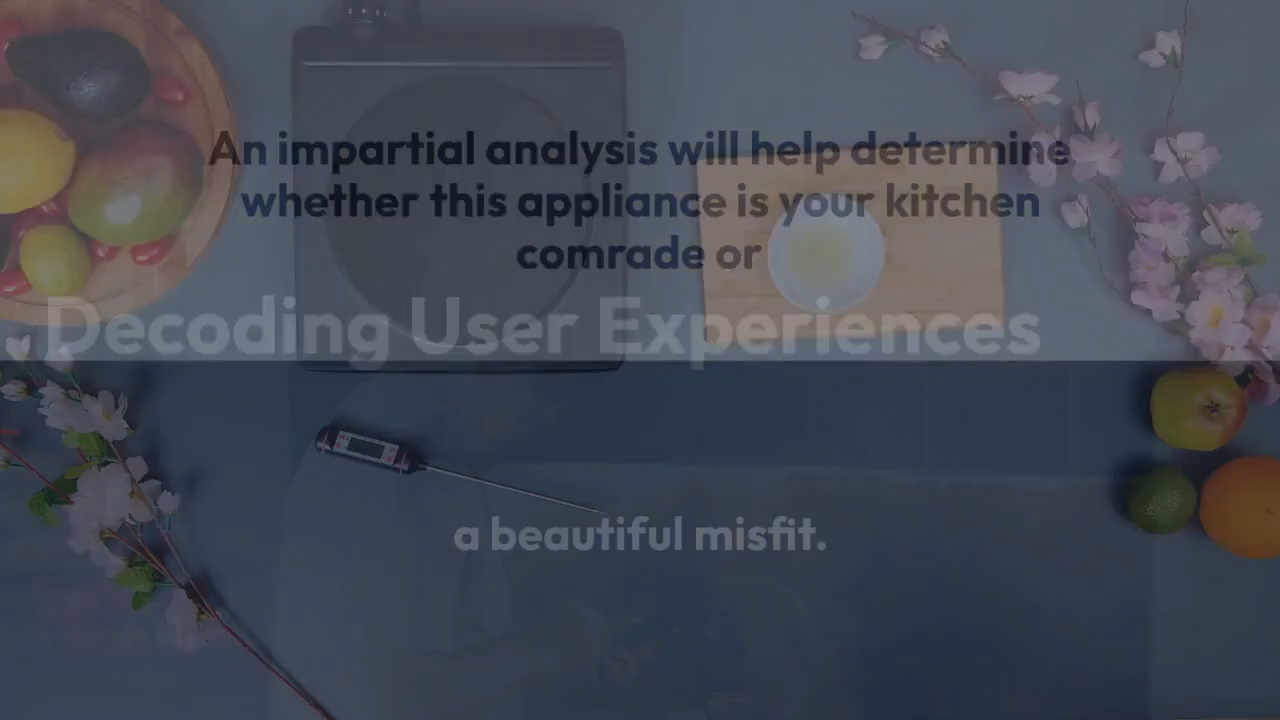 An impartial analysis will help determine
whether this appliance is your kitchen
comrade or
Decoding User Experiences
a beautiful misfit.